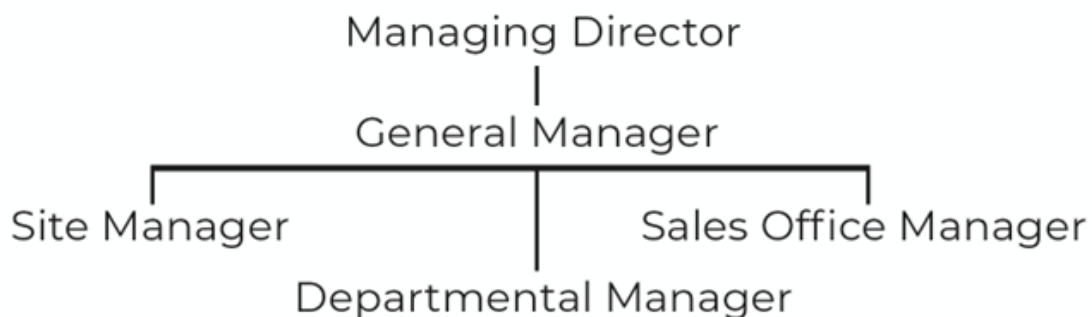 Managing Director
General Manager
Site Manager
Sales Office Manager
Departmental Manager